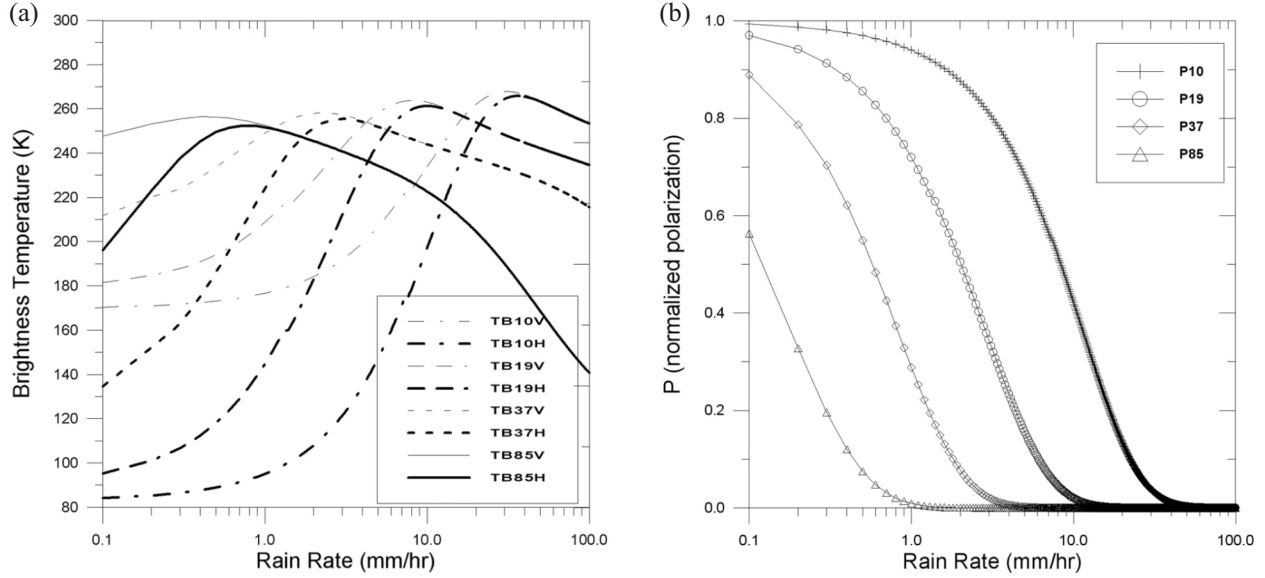 (a)
Brightness Temperature (K)
300
280
260
240
220
200
180
160
140
120
100
80
0.1
1.0
10.0
100.0
Rain Rate (mm/hr)
TB10V
TB10H
TB19V
TB19H
TB37V
TB37H
TB85V
TB85H
(b)
P (normalized polarization)
1.0
0.8
0.6
0.4
0.2
0.0
0.1
1.0
10.0
100.0
Rain Rate (mm/hr)
P10
P19
P37
P85